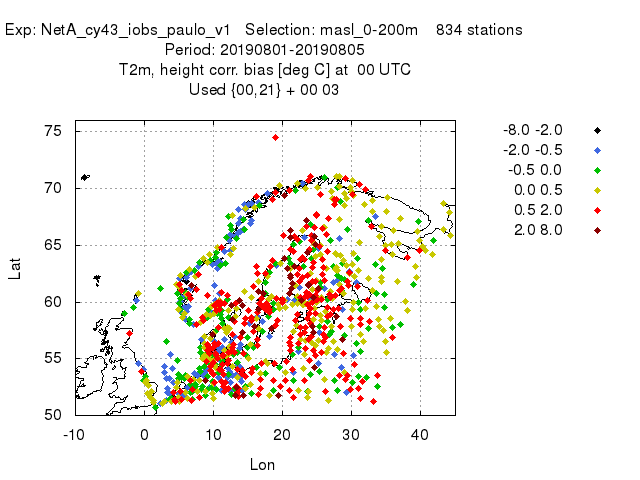 Exp: NetA_cy43_iobs_paulo_v1 Selection: masl_0-200m 834 stations
Period: 20190801-20190805
T2m, height corr. bias [deg C] at 00 UTC
Used {00,21} + 00 03
75
70
65
60
55
50
Lat
-10 0 10 20 30 40
Lon
-8.0 -2.0
-2.0 -0.5
-0.5 0.0
0.0 0.5
0.5 2.0
2.0 8.0